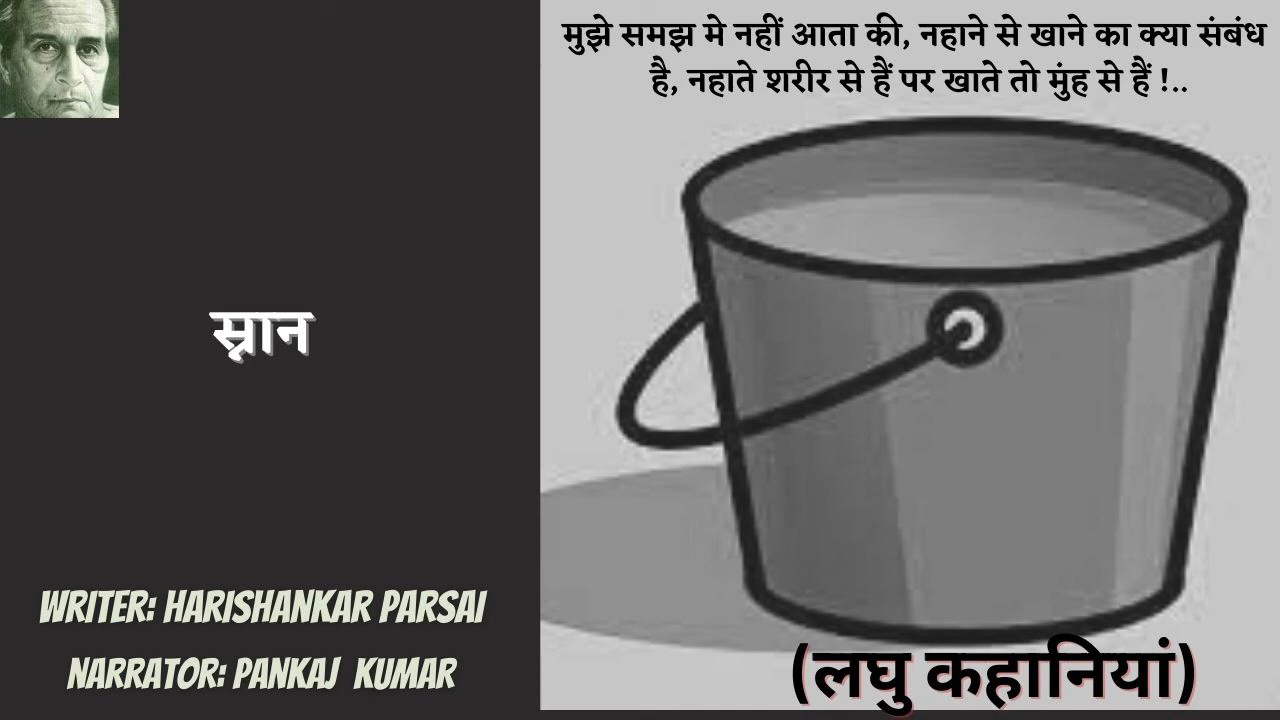 मुझे समझ मे नहीं आता की, नहाने से खाने का क्या संबंध
है, नहाते शरीर से हैं पर खाते तो मुंह से हैं !..
स्नान
WRITER: HARISHANKAR PARSAI
NARRATOR: PANKAJ KUMAR
(लघु कहानियां)